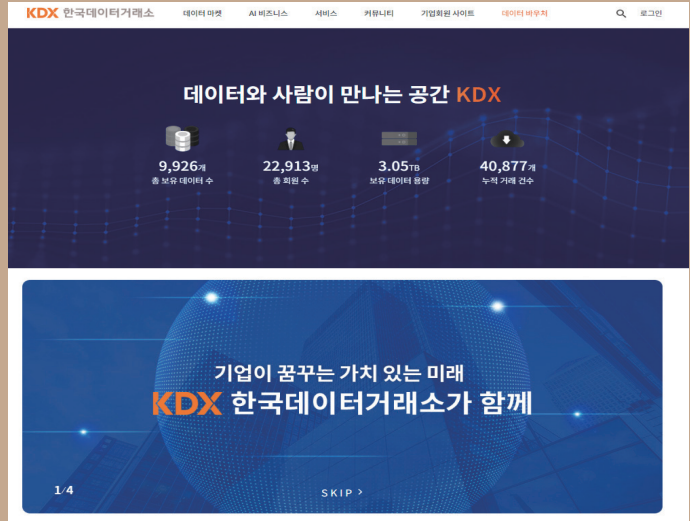 KDX 한국데이터거래소 데이터 마켓 AI 비즈니스 서비스 커뮤니티 기업회원 사이트 데이터 바우처 로그인
데이터와 사람이 만나는 공간 KDX
9,926개 22,913명 3.05TB 40,877개
총 보유 데이터 수 총 회원 수 보유 데이터 용량 누적 거래 건수
기업이 꿈꾸는 가치 있는 미래
KDX 한국데이터거래소가 함께
1/4 SKIP >